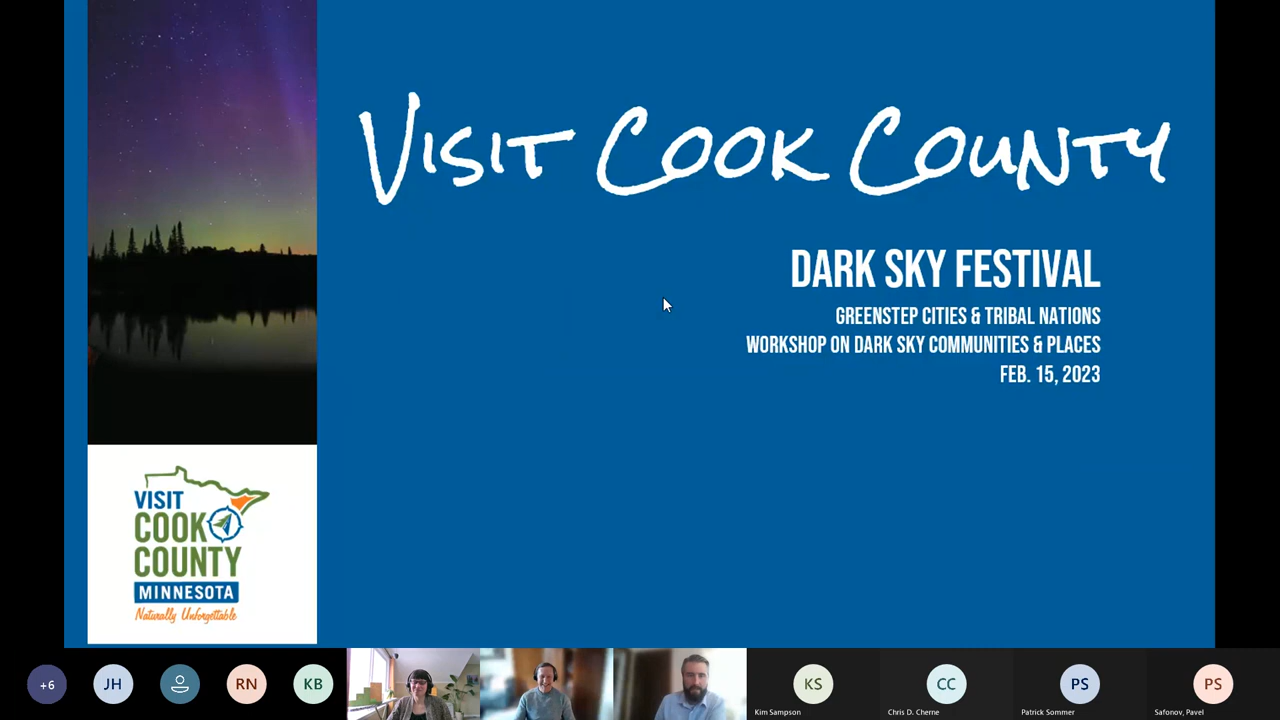 Visit Cook County
DARK SKY FESTIVAL
GREENSTEP CITIES & TRIBAL NATIONS
WORKSHOP ON DARK SKY COMMUNITIES & PLACES
FEB. 15, 2023
VISIT
COOK
COUNTY
MINNESOTA
Naturally Unforgettable
+6
JH
RN
KB
KS
Kim Sampson
CC
Chris D. Cherne
PS
Patrick Sommer
PS
Safonov, Pavel